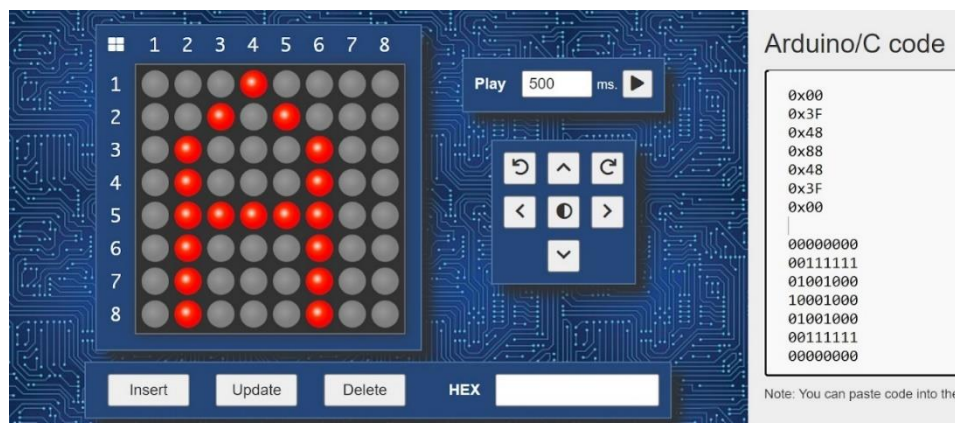 1 2 3 4 5 6 7 8
1
2
3
4
5
6
7
8
Play 500 ms.
Insert Update Delete HEX
Arduino/C code
0x00
0x3F
0x48
0x88
0x48
0x3F
0x00
00000000
00111111
01001000
10001000
01001000
00111111
00000000
Note: You can paste code into the